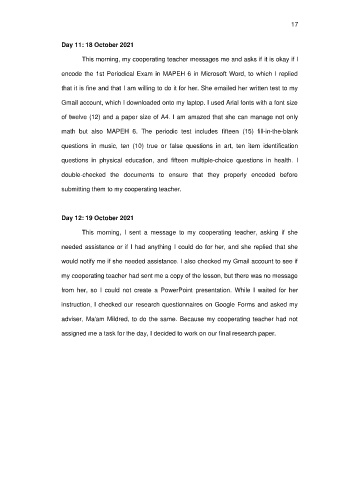 17
Day 11: 18 October 2021
This morning, my cooperating teacher messages me and asks if it is okay if I
encode the 1st Periodical Exam in MAPEH 6 in Microsoft Word, to which I replied
that it is fine and that I am willing to do it for her. She emailed her written test to my
Gmail account, which I downloaded onto my laptop. I used Arial fonts with a font size
of twelve (12) and a paper size of A4. I am amazed that she can manage not only
math but also MAPEH 6. The periodic test includes fifteen (15) fill-in-the-blank
questions in music, ten (10) true or false questions in art, ten item identification
questions in physical education, and fifteen multiple-choice questions in health. I
double-checked the documents to ensure that they properly encoded before
submitting them to my cooperating teacher.
Day 12: 19 October 2021
This morning, I sent a message to my cooperating teacher, asking if she
needed assistance or if I had anything I could do for her, and she replied that she
would notify me if she needed assistance. I also checked my Gmail account to see if
my cooperating teacher had sent me a copy of the lesson, but there was no message
from her, so I could not create a PowerPoint presentation. While I waited for her
instruction, I checked our research questionnaires on Google Forms and asked my
adviser, Ma'am Mildred, to do the same. Because my cooperating teacher had not
assigned me a task for the day, I decided to work on our final research paper.